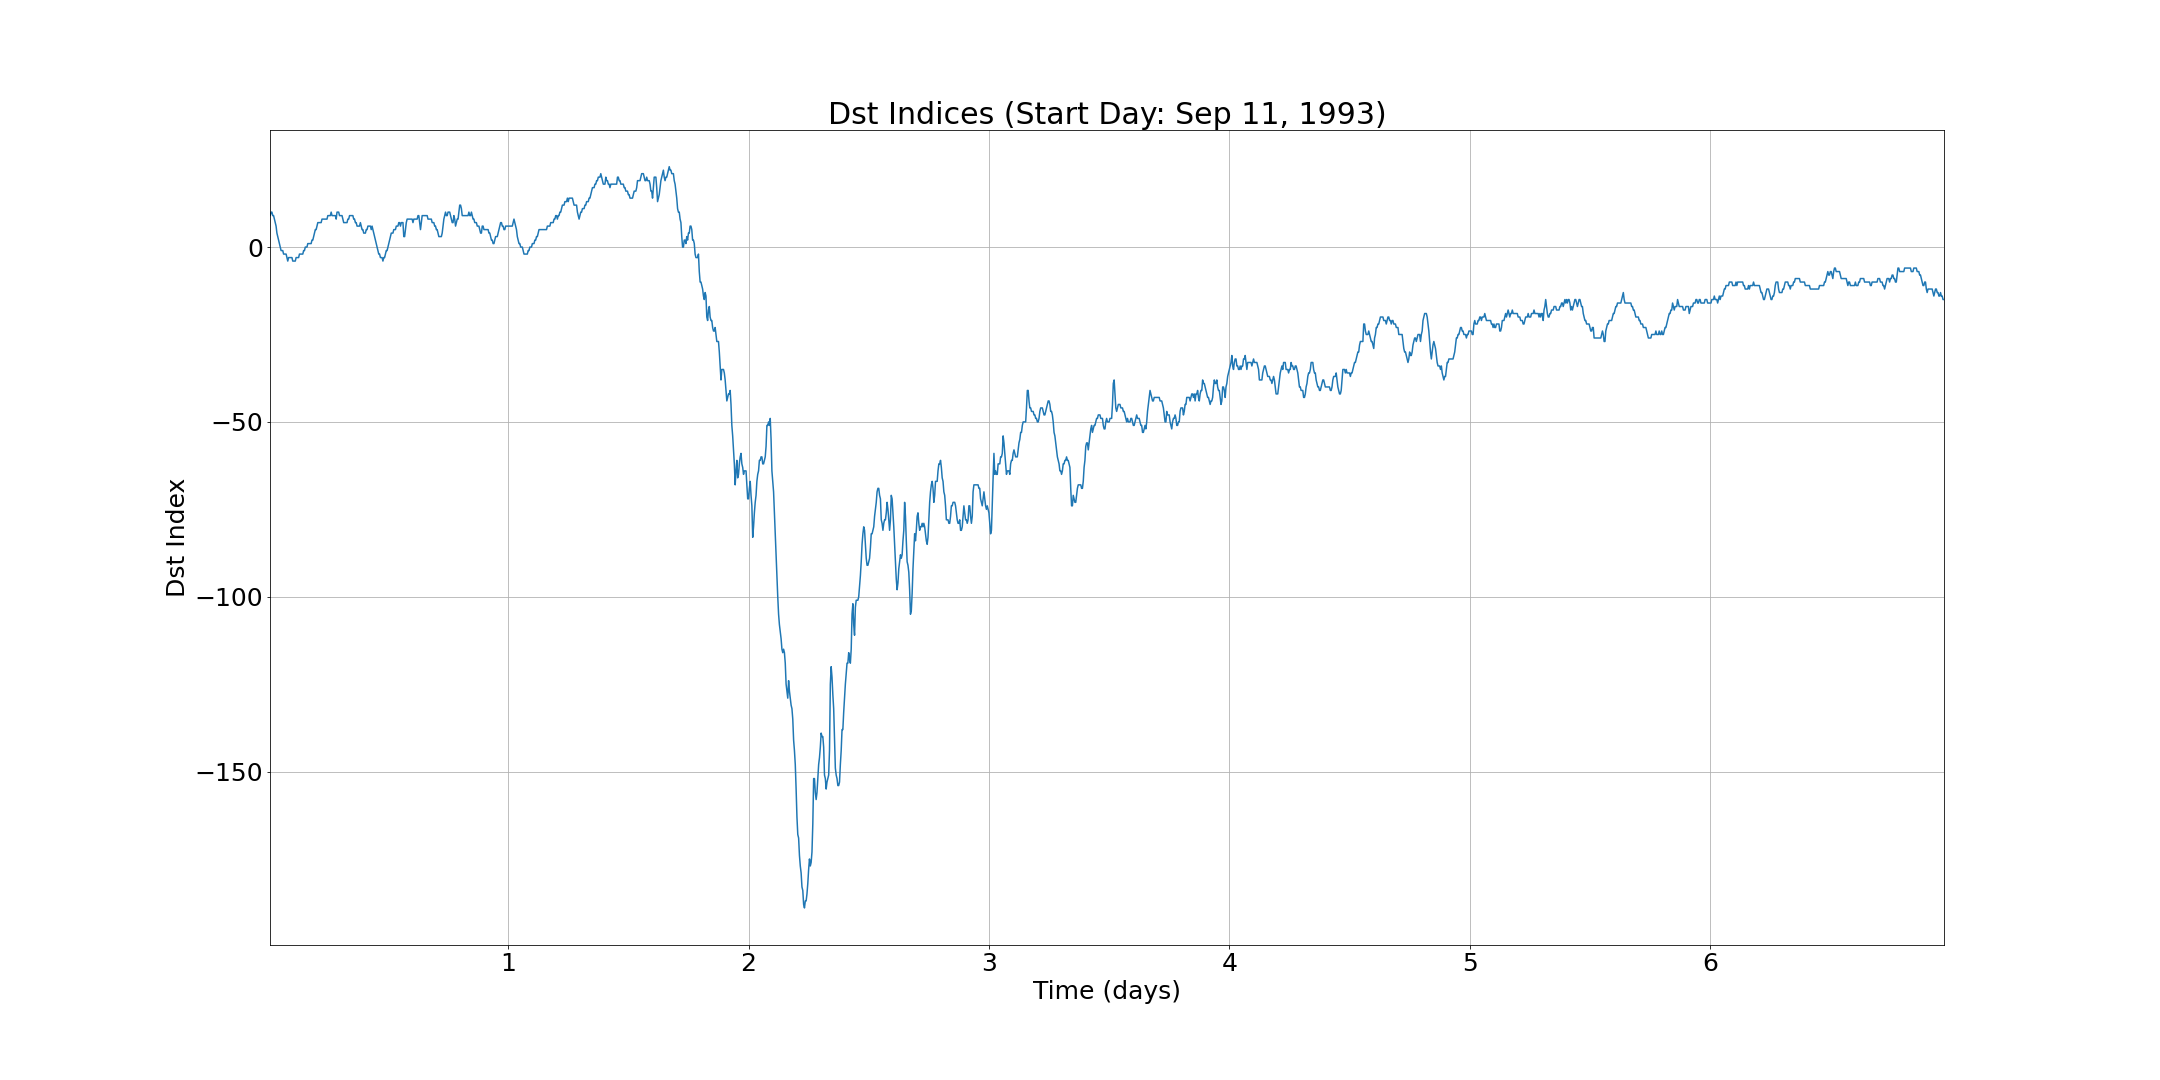 Dst Indices (Start Day: Sep 11, 1993)
Dst Index
0
−50
−100
−150
1 2 3 4 5 6
Time (days)